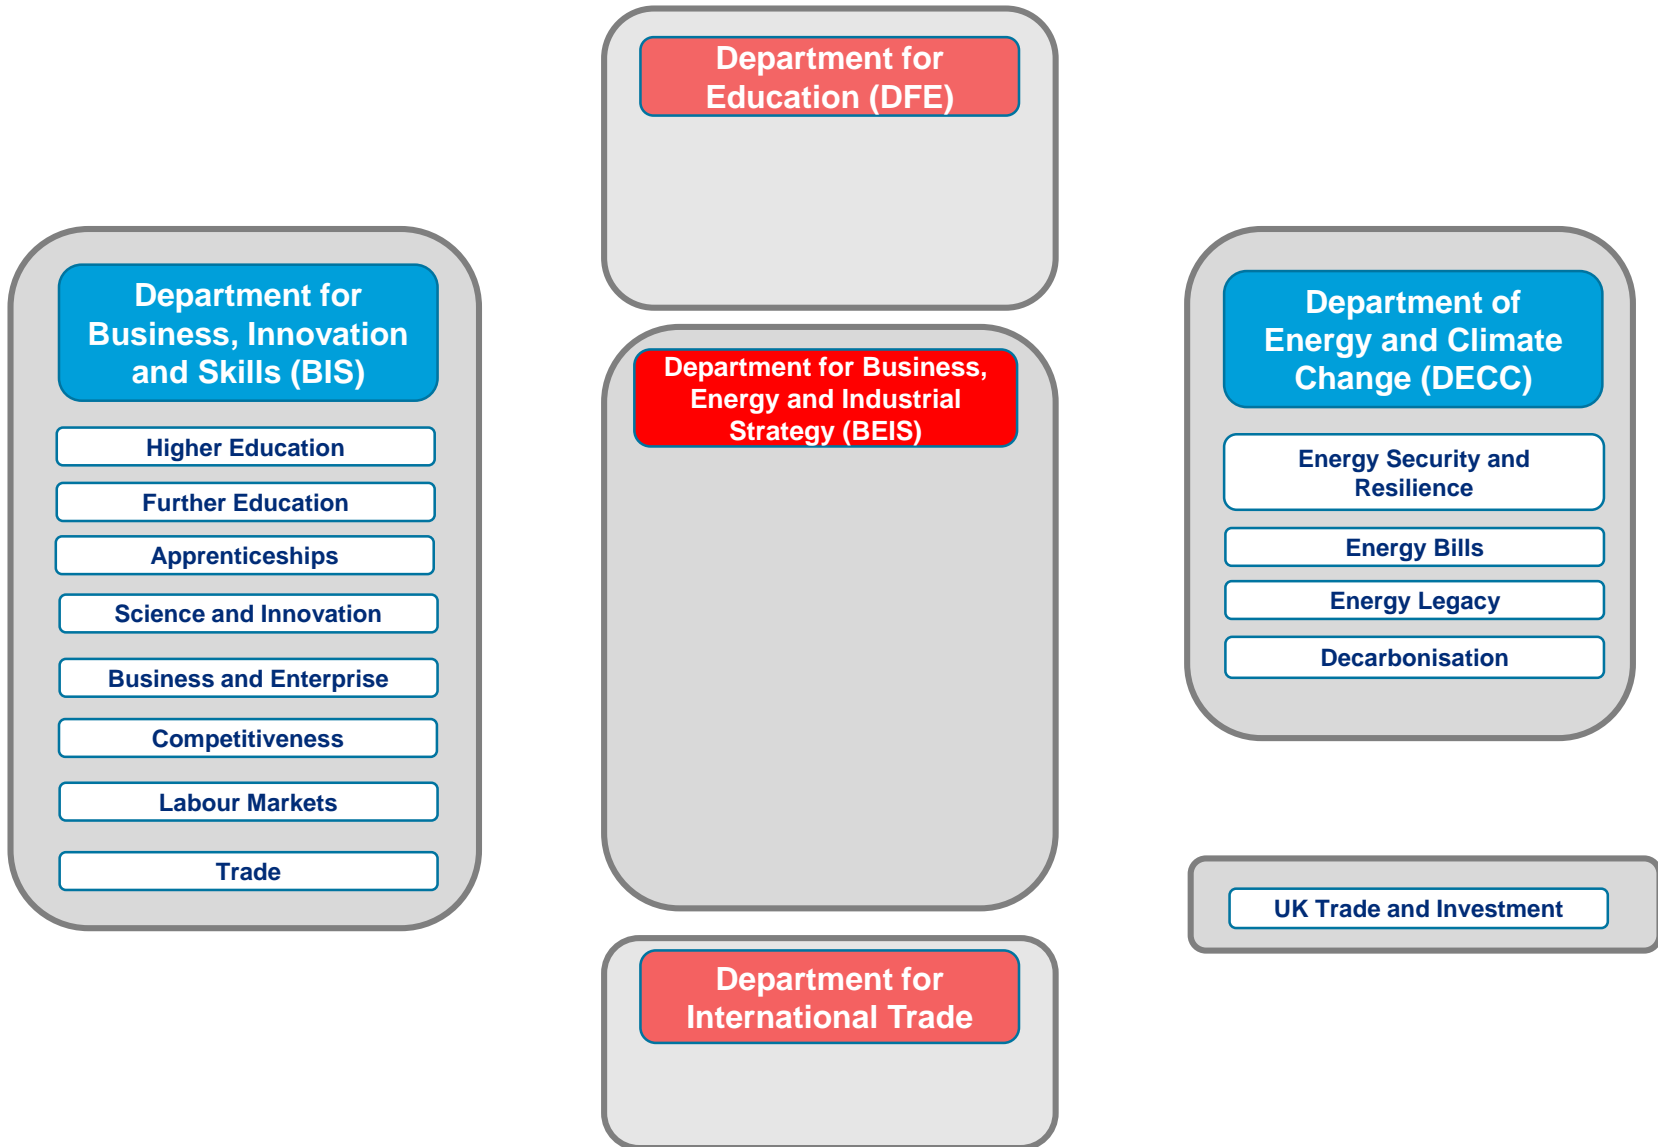 Department for
Education (DFE)
Department for
Business, Innovation
and Skills (BIS)
Higher Education
Further Education
Apprenticeships
Science and Innovation
Business and Enterprise
Competitiveness
Labour Markets
Trade
Department for Business,
Energy and Industrial
Strategy (BEIS)
Department of
Energy and Climate
Change (DECC)
Energy Security and
Resilience
Energy Bills
Energy Legacy
Decarbonisation
UK Trade and Investment
Department for
International Trade